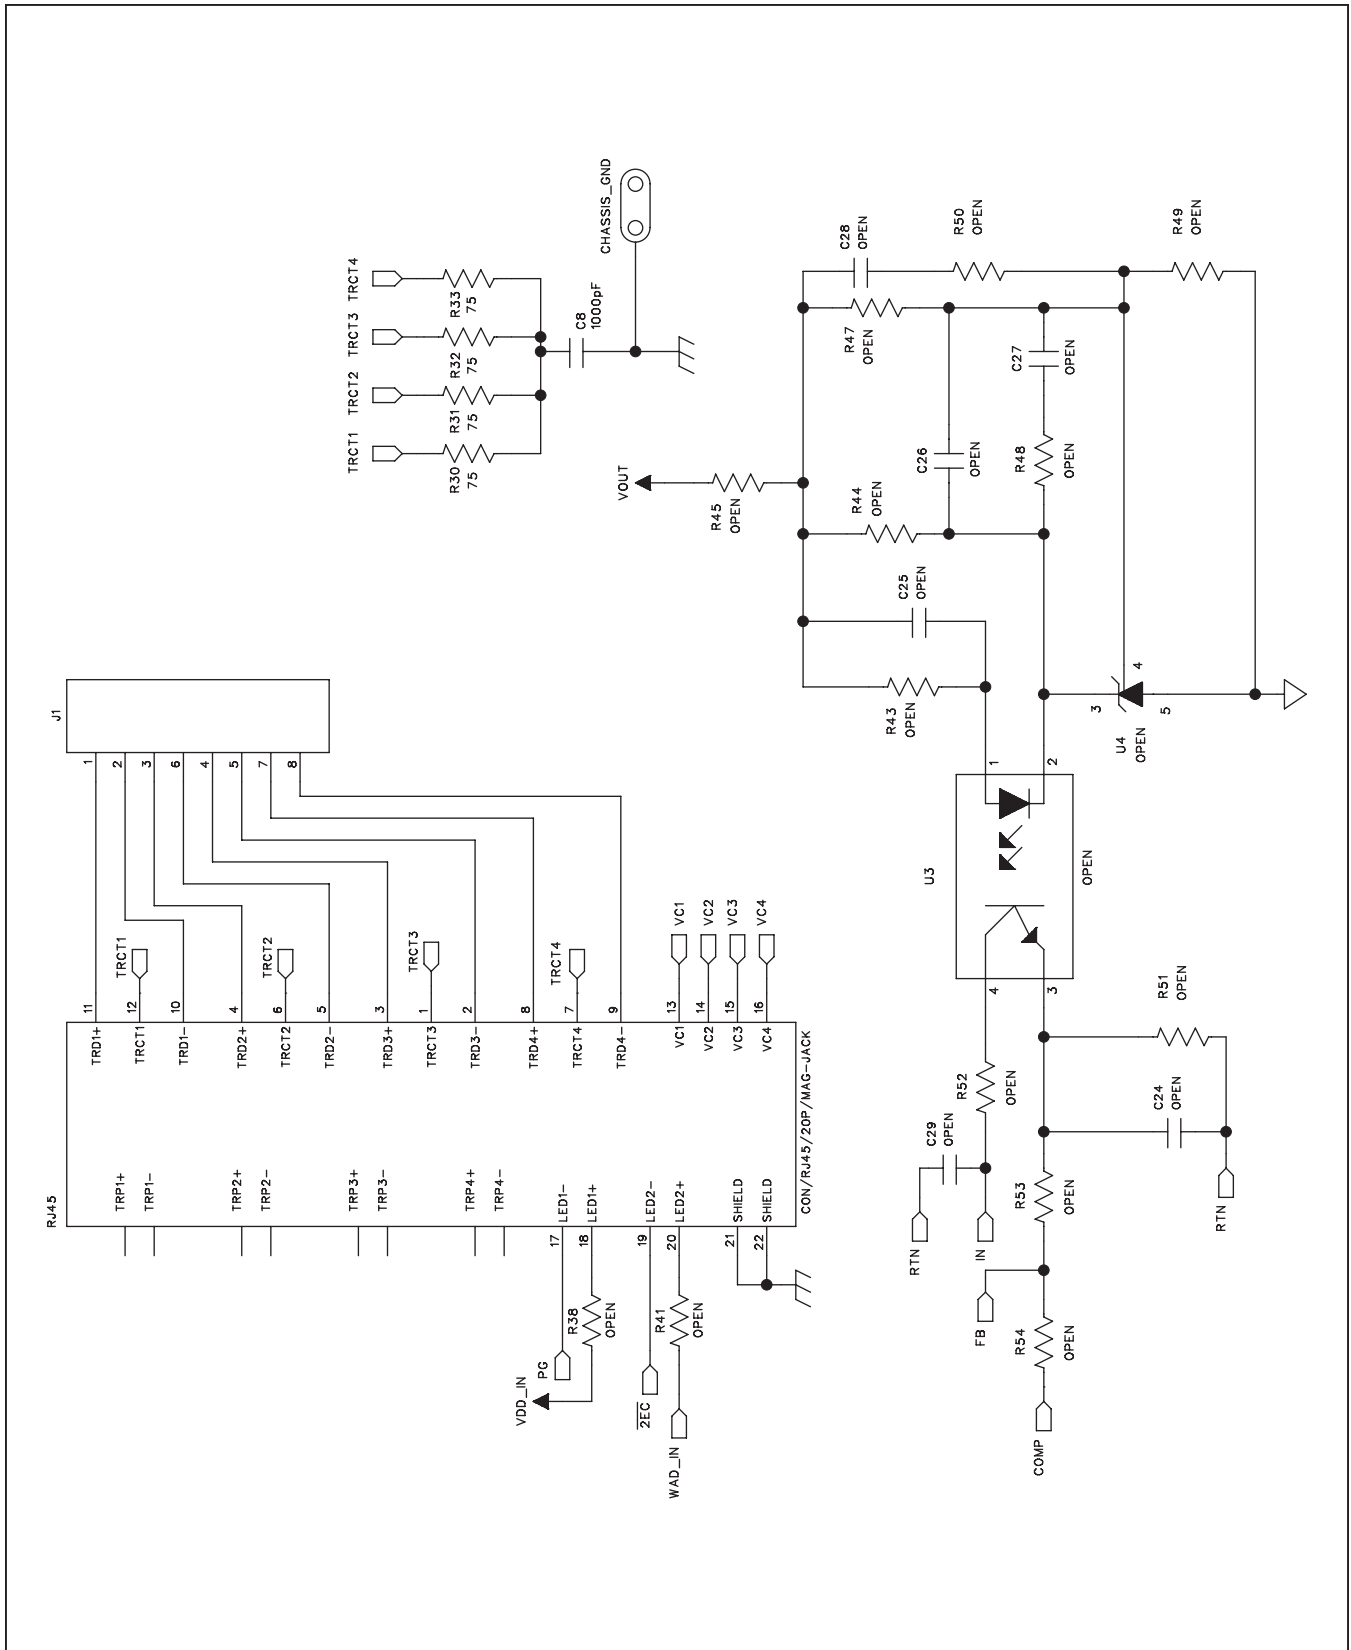 TRCT1
TRCT2
TRCT3
TRCT4
R30
75
R31
75
R32
75
R33
75
C8
1000pF
CHASSIS_GND
J1
1
2
3
6
4
5
7
8
TRCT1
TRCT2
TRCT3
TRCT4
11
12
10
4
6
5
3
1
2
8
7
9
13
14
15
16
VC1
VC2
VC3
VC4
TRD1+
TRCT1
TRD1-
TRD2+
TRCT2
TRD2-
TRD3+
TRCT3
TRD3-
TRD4+
TRCT4
TRD4-
VC1
VC2
VC3
VC4
RJ45
TRP1+
TRP1-
TRP2+
TRP2-
TRP3+
TRP3-
TRP4+
TRP4-
LED1-
LED1+
LED2-
LED2+
SHIELD
SHIELD
CON/RJ45/20P/MAG-JACK
17
18
19
20
21
22
R38
OPEN
R41
OPEN
PG
VDD_IN
2EC
WAD_IN
VOUT
R45
OPEN
C28
OPEN
R50
OPEN
R49
OPEN
R47
OPEN
C27
OPEN
C26
OPEN
R48
OPEN
R44
OPEN
C25
OPEN
R43
OPEN
3
4
5
U4
OPEN
1
2
U3
OPEN
4
3
R52
OPEN
R51
OPEN
C29
OPEN
C24
OPEN
R53
OPEN
RTN
IN
RTN
FB
R54
OPEN
COMP